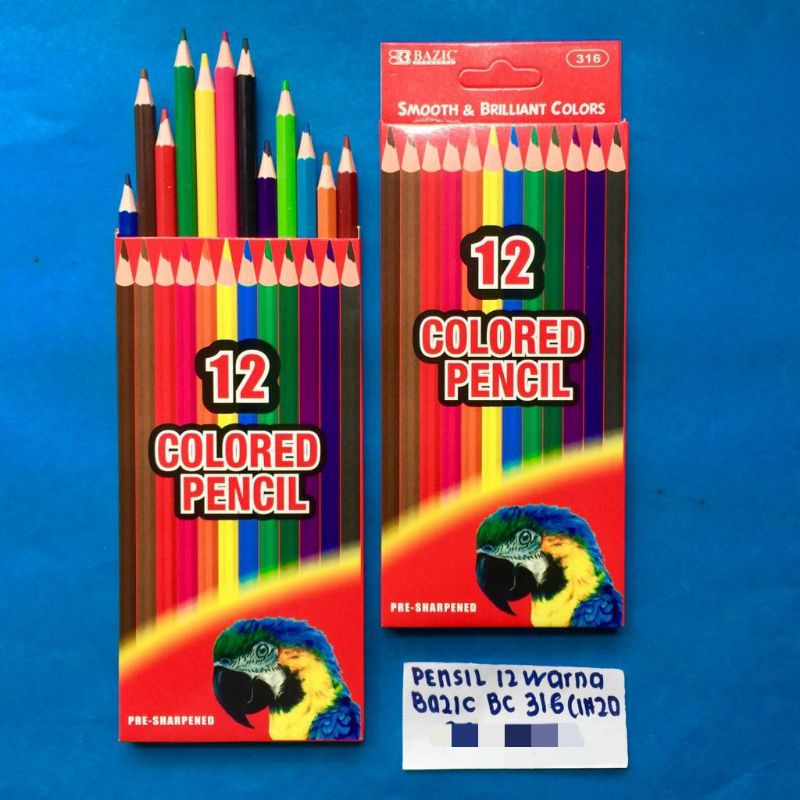 BAZIC
316
SMOOTH & BRILLIANT COLORS
12
COLORED
PENCIL
PRE-SHARPENED
12
COLORED
PENCIL
PRE-SHARPENED
PENSIL 12 warna
BAZIC BC 316 (1#20